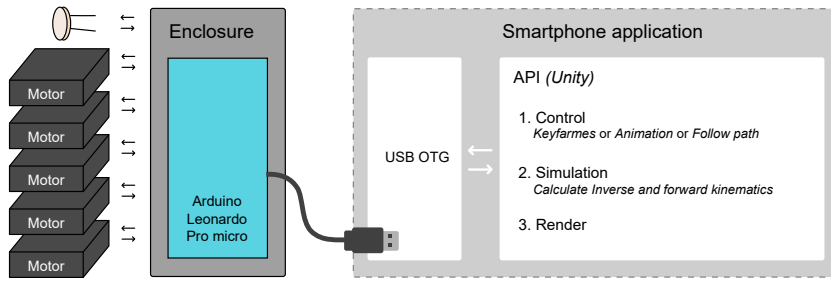 Enclosure
Motor
Motor
Motor
Motor
Motor
Arduino
Leonardo
Pro micro
Smartphone application
USB OTG
API (Unity)
1. Control
Keyfarmes or Animation or Follow path
2. Simulation
Calculate Inverse and forward kinematics
3. Render